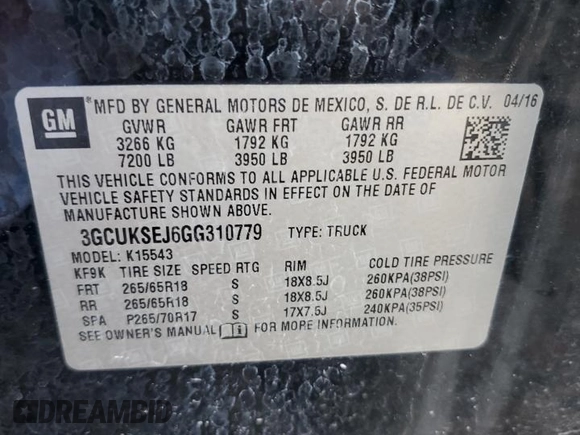 GM *MFD BY GENERAL MOTORS DE MEXICO, S. DE R.L. DE C.V. 04/16
GVWR GAWR FRT GAWR RR
3266 KG 1792 KG 1792 KG
7200 LB 3950 LB 3950 LB
THIS VEHICLE CONFORMS TO ALL APPLICABLE U.S. FEDERAL MOTOR
VEHICLE SAFETY STANDARDS IN EFFECT ON THE DATE OF
MANUFACTURE SHOWN ABOVE.
3GCUKSEJ6GG310779 TYPE: TRUCK
MODEL: K15543
KF9K TIRE SIZE SPEED RTG RIM COLD TIRE PRESSURE
FRT 265/65R18 S 18X8.5J 260KPA(38PSI)
RR 265/65R18 S 18X8.5J 260KPA(38PSI)
SPA P265/70R17 S 17X7.5J 240KPA(35PSI)
SEE OWNER'S MANUAL FOR MORE INFORMATION.
DREAMBID